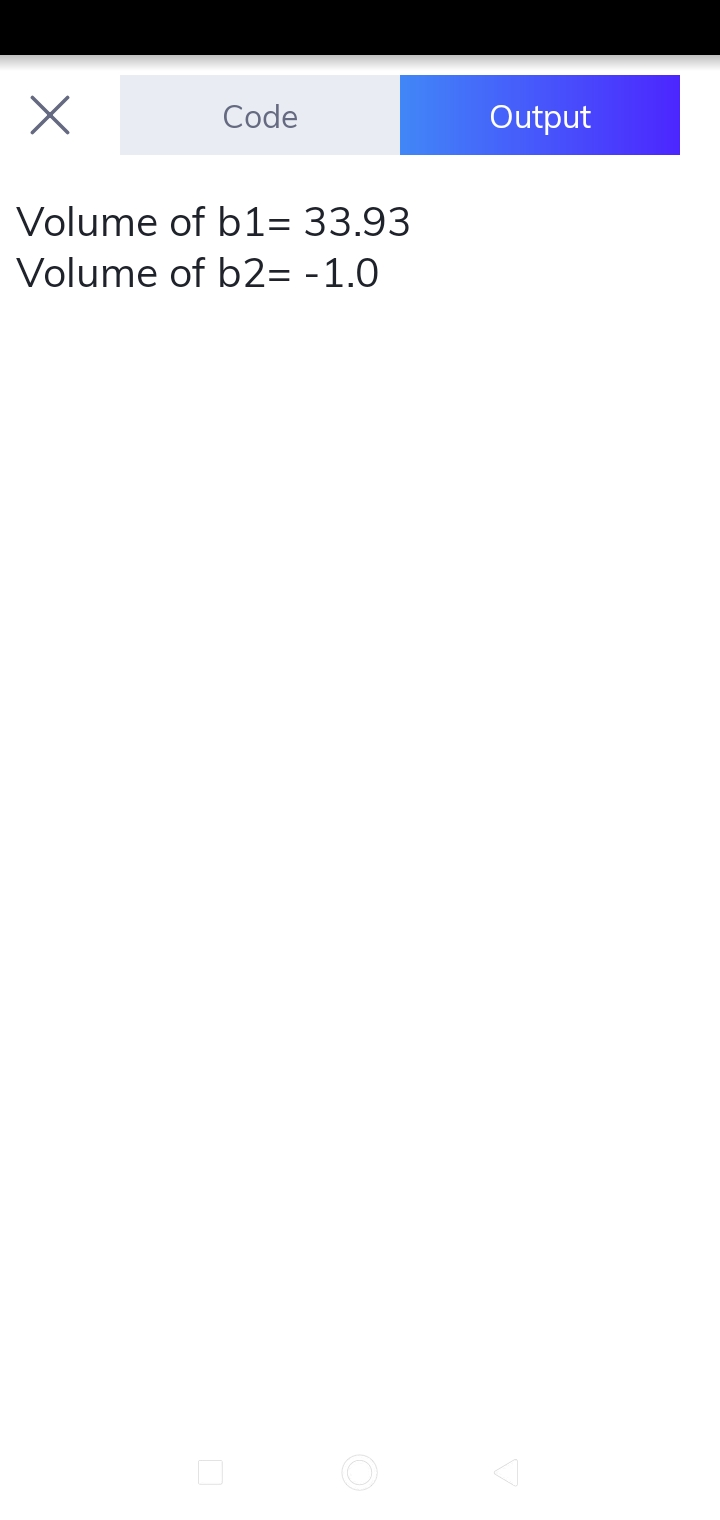 Code
Output
Volume of b1= 33.93
Volume of b2= -1.0